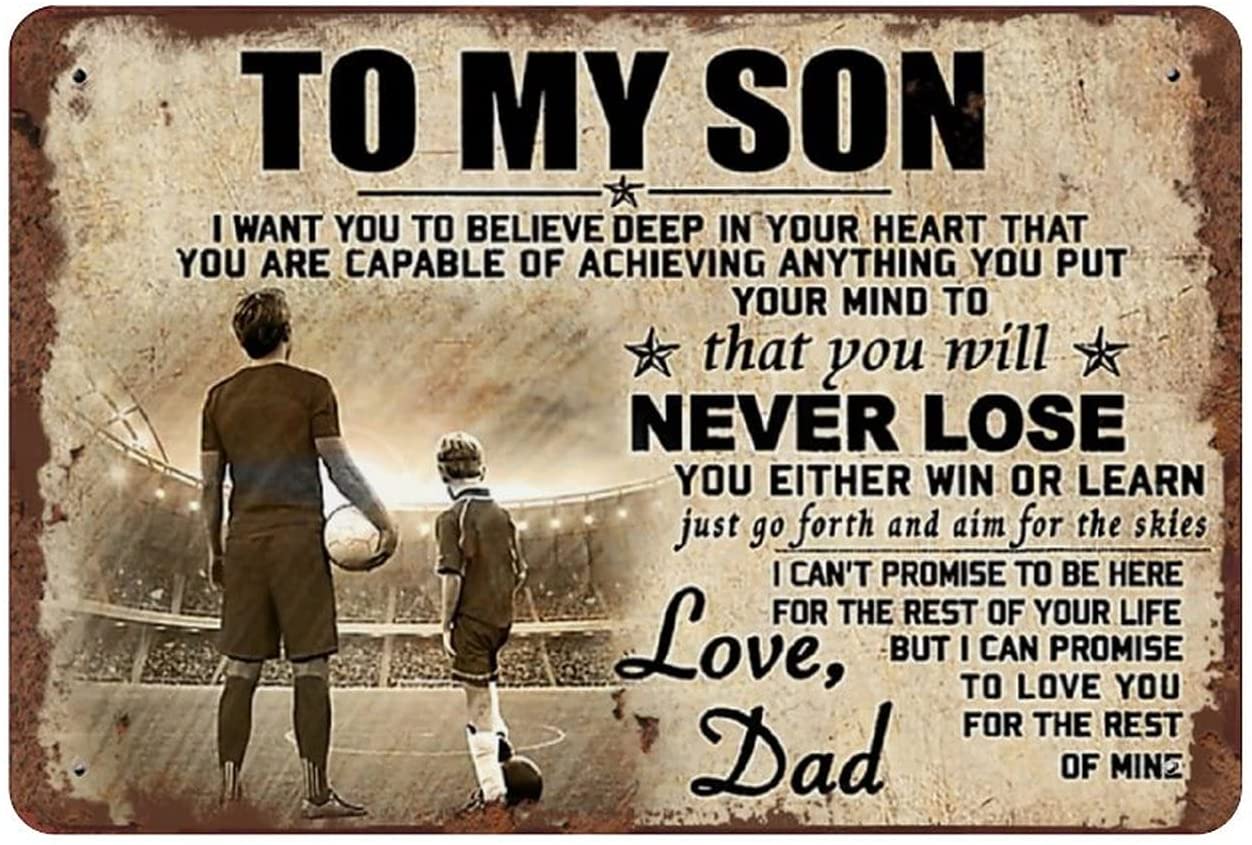 TO MY SON
I WANT YOU TO BELIEVE DEEP IN YOUR HEART THAT
YOU ARE CAPABLE OF ACHIEVING ANYTHING YOU PUT
YOUR MIND TO
that you will
NEVER LOSE
YOU EITHER WIN OR LEARN
just go forth and aim for the skies
I CAN'T PROMISE TO BE HERE
FOR THE REST OF YOUR LIFE
BUT I CAN PROMISE
TO LOVE YOU
FOR THE REST
OF MINE
Love,
Dad